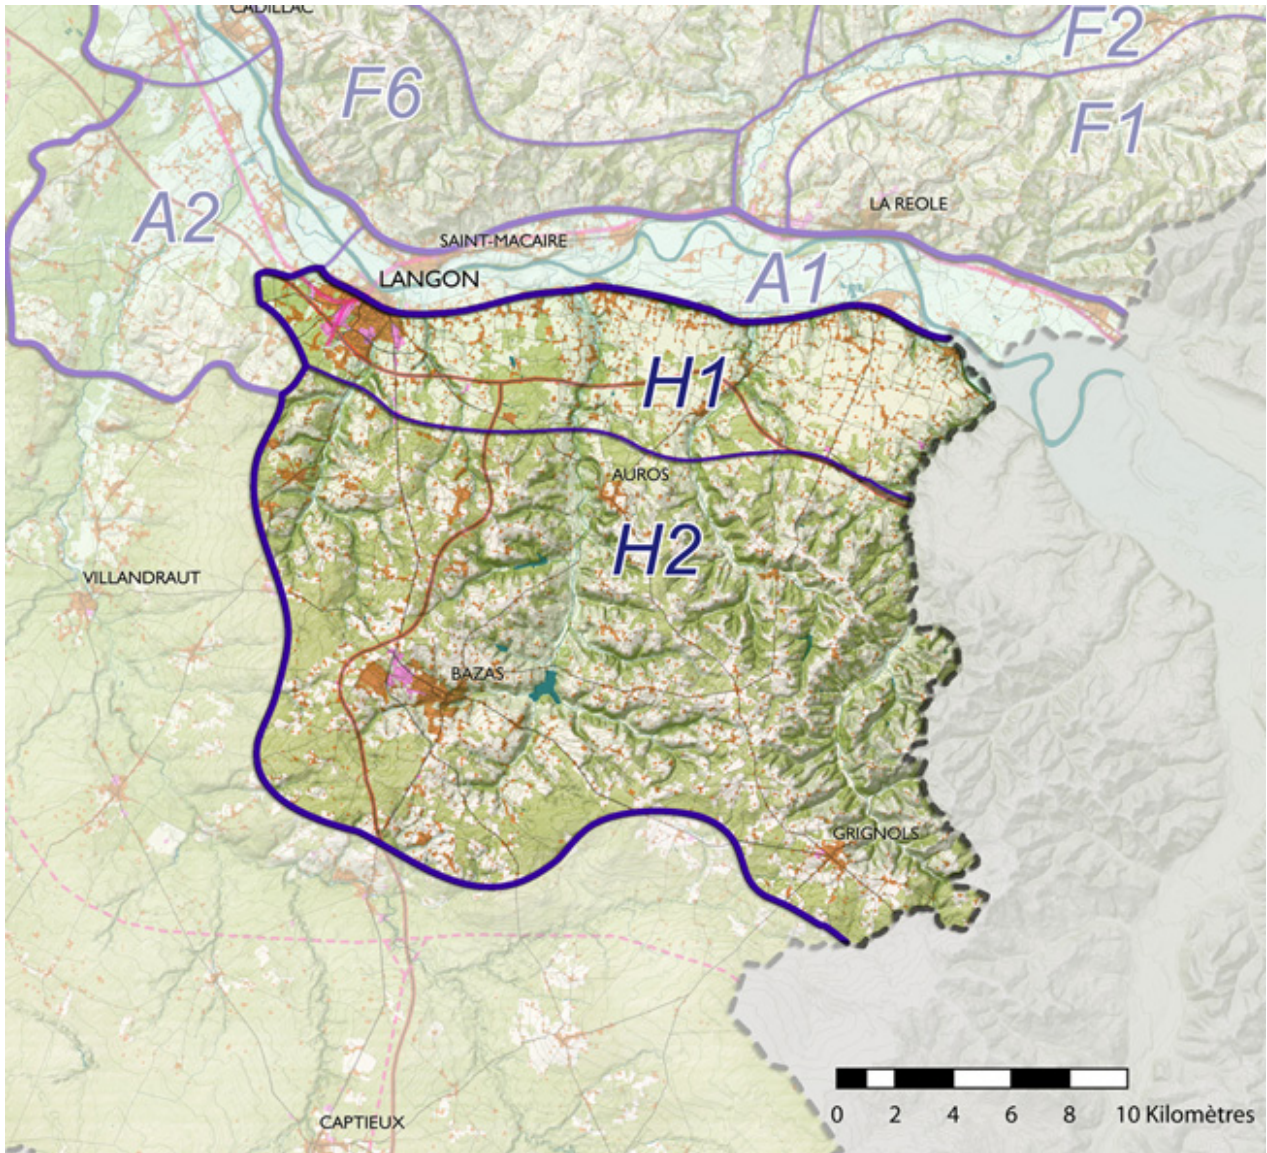 CADILLAC
F2
F6
F1
A2
LA REOLE
SAINT-MACAIRE
LANGON
A1
H1
AUROS
H2
VILLANDRAUT
BAZAS
GRIGNOLS
CAPTIEUX
0 2 4 6 8 10 Kilomètres